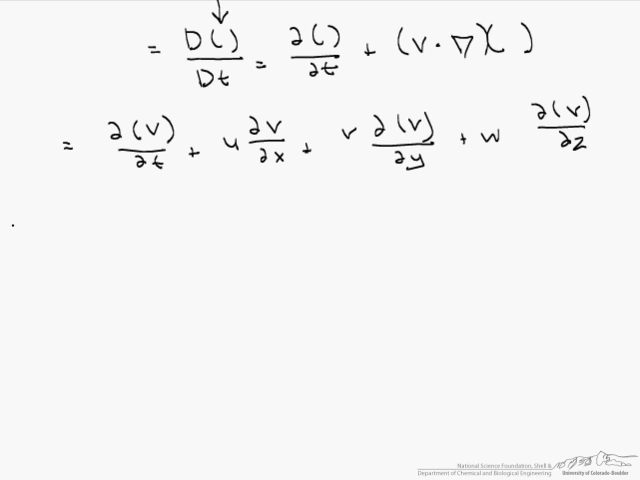 = D( )/Dt = ∂( )/∂t + (V · ∇)( )
= ∂(V)/∂t + u ∂V/∂x + v ∂(V)/∂y + w ∂(V)/∂z
National Science Foundation, Shell &
Department of Chemical and Biological Engineering
University of Colorado-Boulder